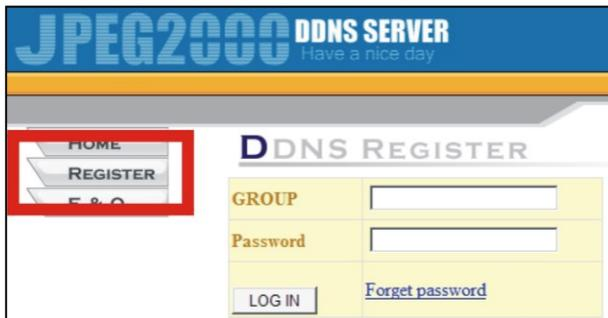 JPEG2000 DDNS SERVER
Have a nice day
HOME
REGISTER
F & Q
DDNS REGISTER
GROUP
Password
LOG IN Forget password